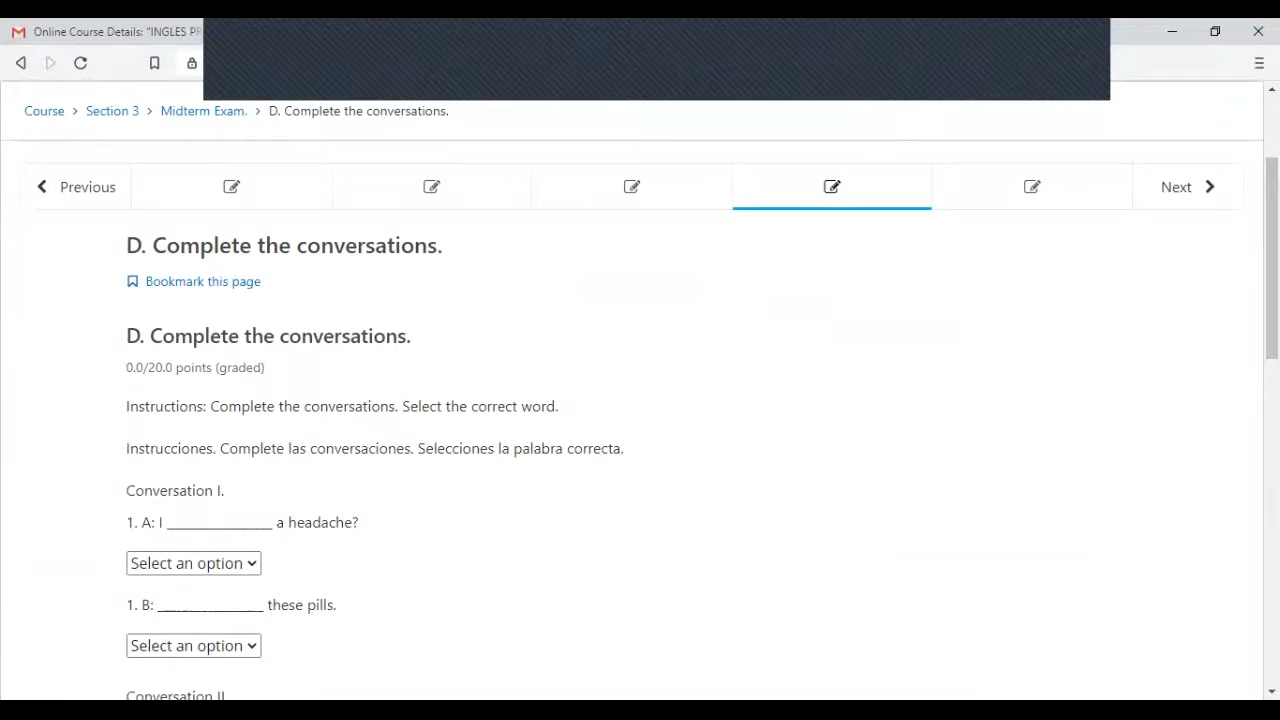 Online Course Details: "INGLES PR
Course > Section 3 > Midterm Exam. > D. Complete the conversations.
Previous
Next
D. Complete the conversations.
Bookmark this page
D. Complete the conversations.
0.0/20.0 points (graded)
Instructions: Complete the conversations. Select the correct word.
Instrucciones. Complete las conversaciones. Selecciones la palabra correcta.
Conversation I.
1. A: I _______________ a headache?
Select an option
1. B: _______________ these pills.
Select an option
Conversation II